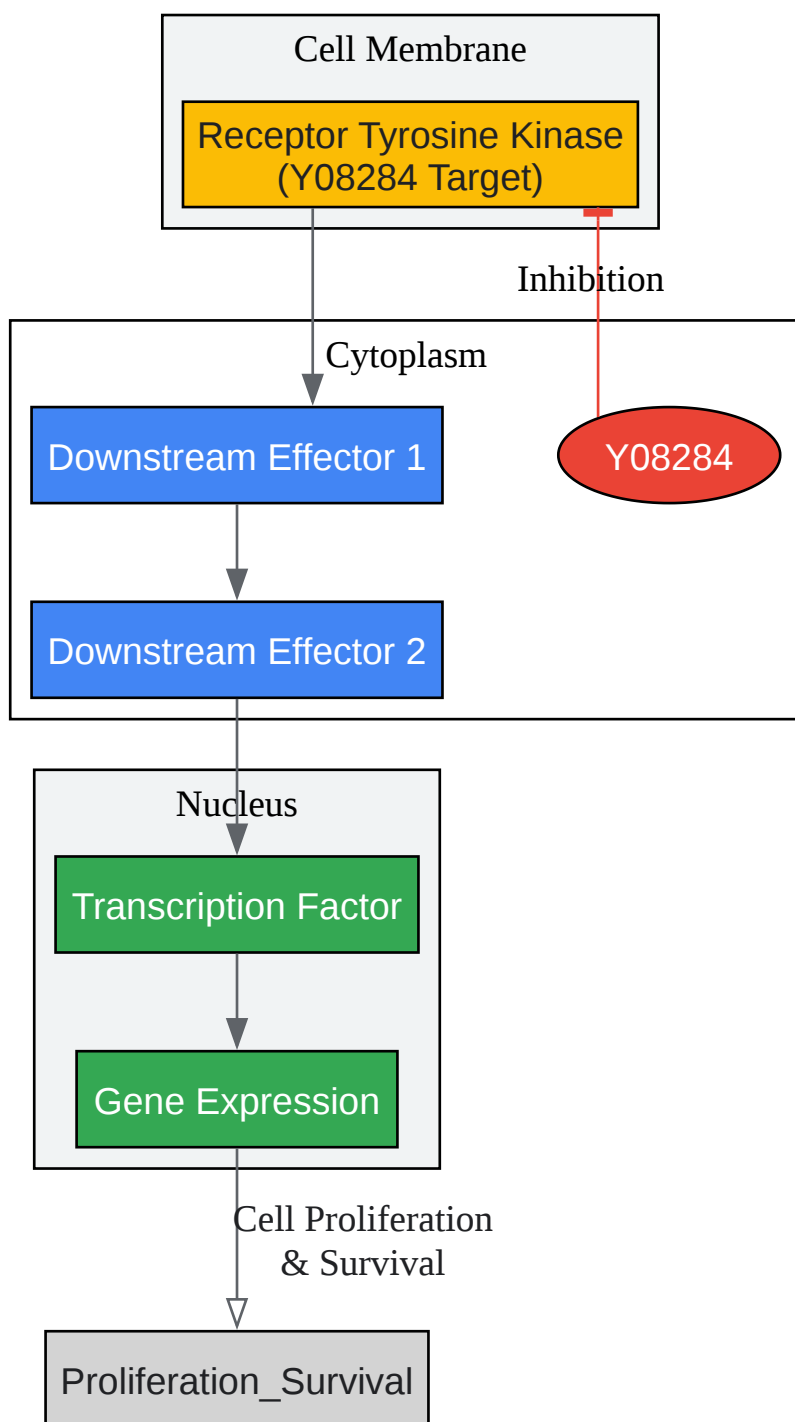 Cell Membrane
Receptor Tyrosine Kinase
(Y08284 Target)
Inhibition
Cytoplasm
Downstream Effector 1
Y08284
Downstream Effector 2
Nucleus
Transcription Factor
Gene Expression
Cell Proliferation
& Survival
Proliferation_Survival